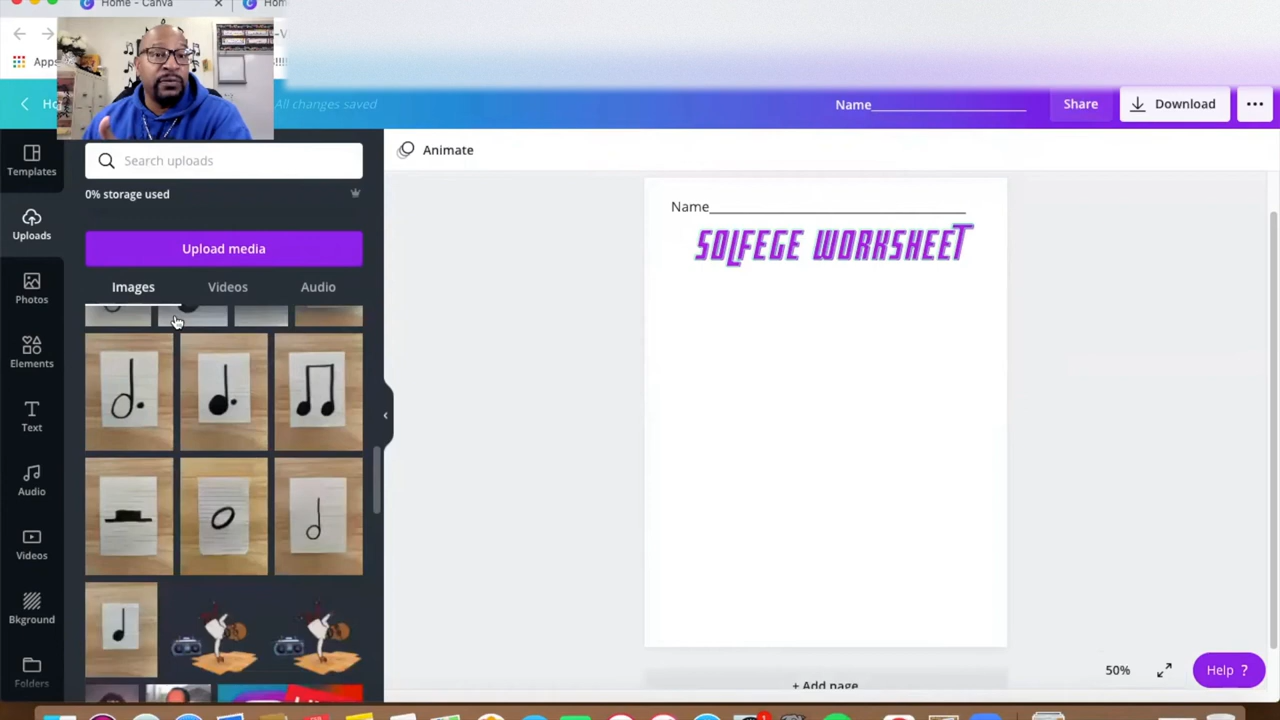 Home - Canva
Apps
All changes saved
Name
Share
Download
Search uploads
0% storage used
Upload media
Images
Videos
Audio
Templates
Uploads
Photos
Elements
Text
Audio
Videos
Bkground
Folders
Animate
Name
SOLFEGE WORKSHEET
+ Add page
50%
Help ?